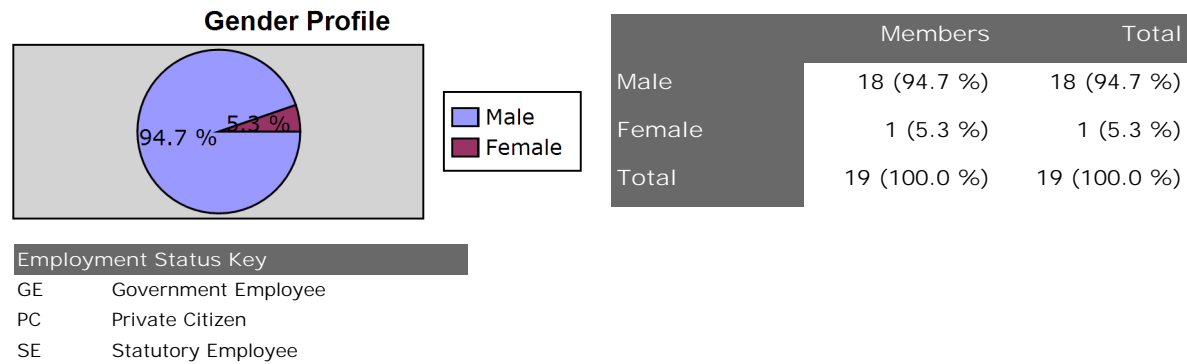 Gender Profile
94.7 %
5.3 %
Male
Female
Members Total
Male 18 (94.7 %) 18 (94.7 %)
Female 1 (5.3 %) 1 (5.3 %)
Total 19 (100.0 %) 19 (100.0 %)
Employment Status Key
GE Government Employee
PC Private Citizen
SE Statutory Employee